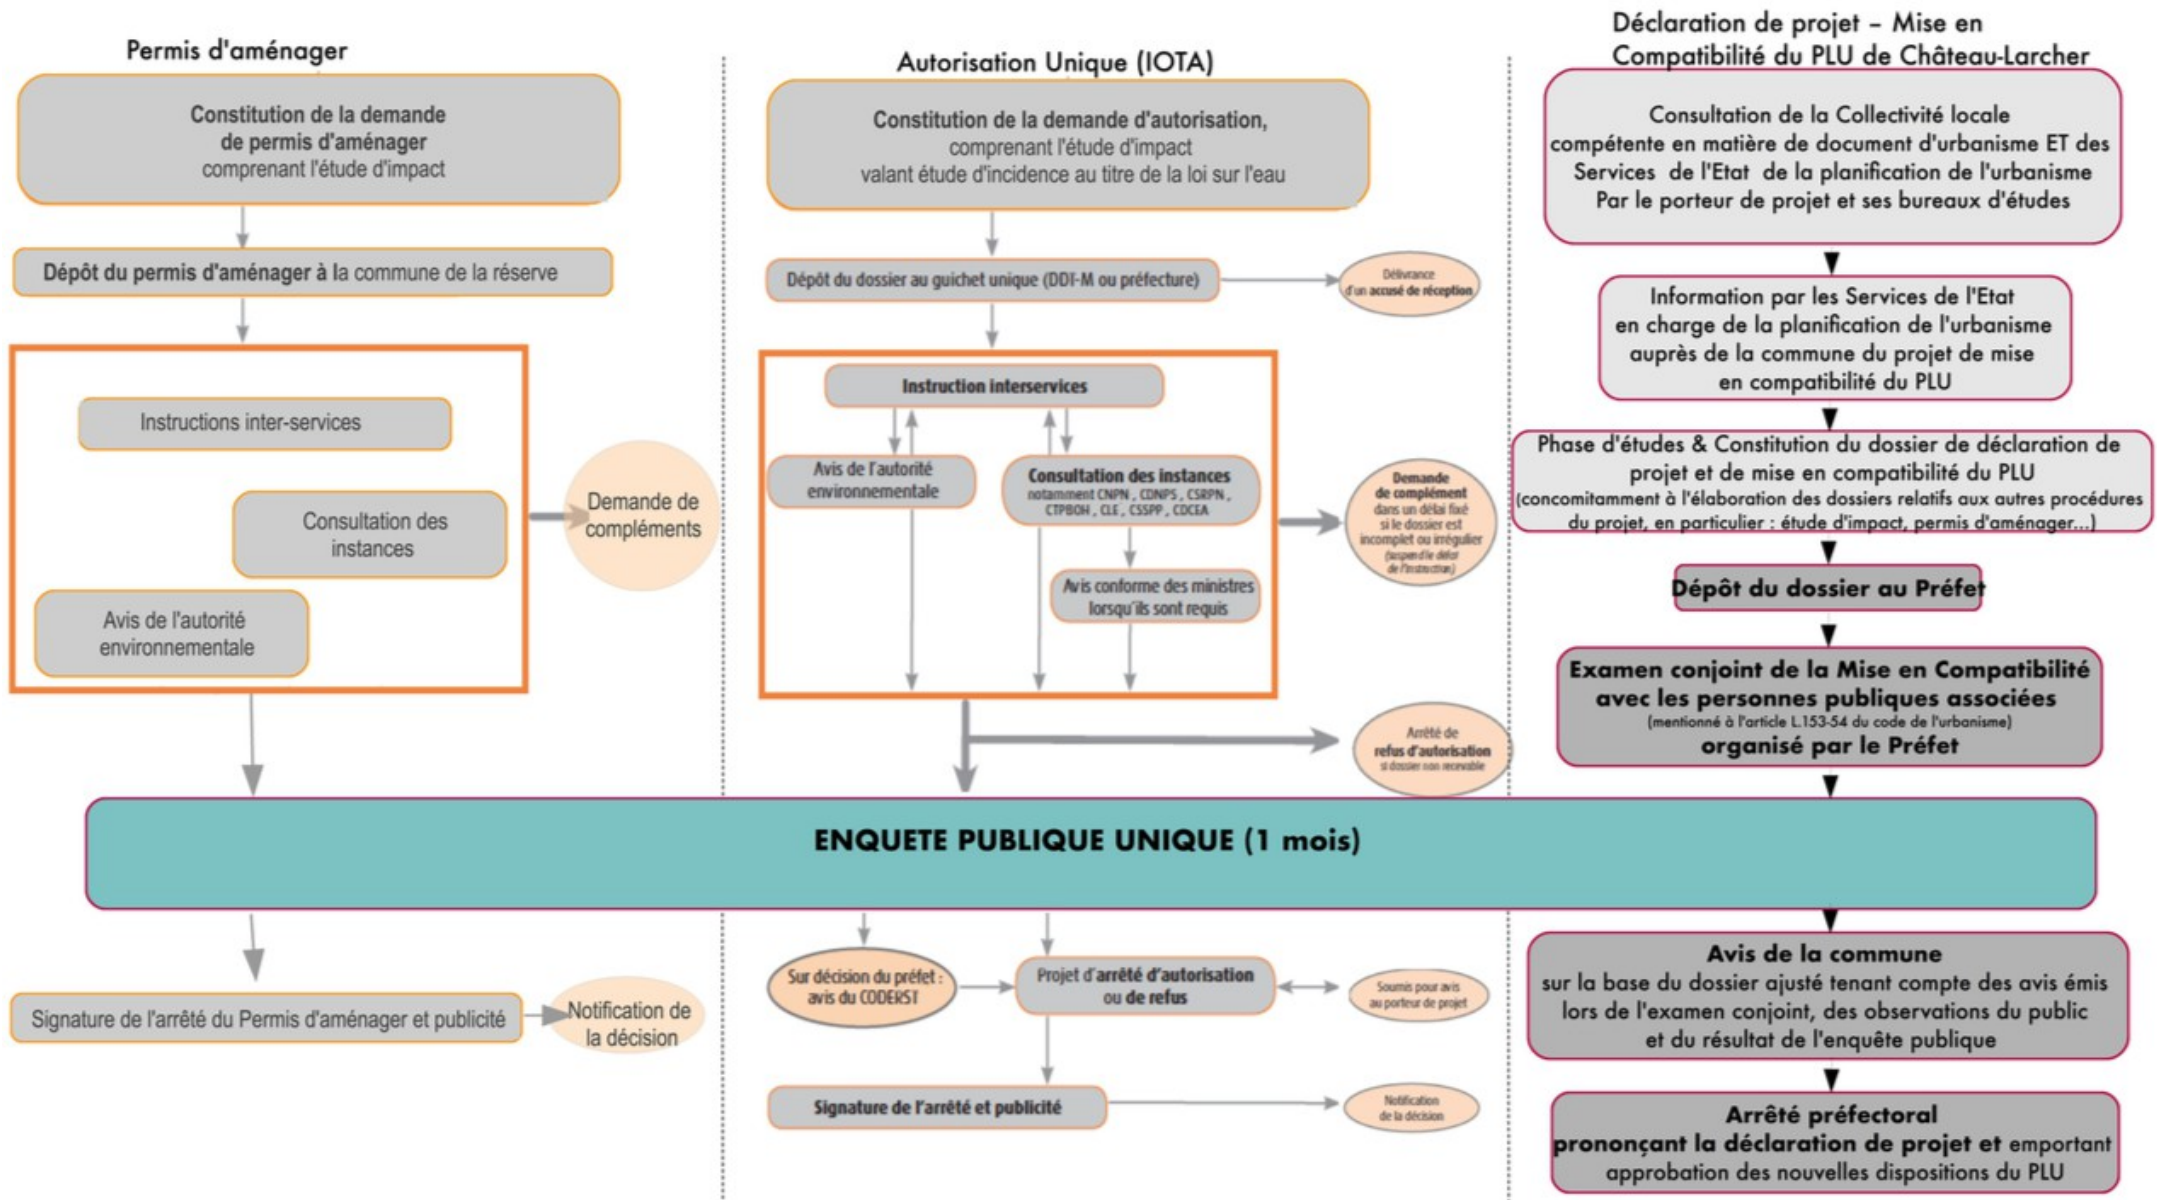 Permis d'aménager
Constitution de la demande
de permis d'aménager
comprenant l'étude d'impact
Dépôt du permis d'aménager à la commune de la réserve
Instructions inter-services
Consultation des
instances
Avis de l'autorité
environnementale
Demande de
compléments
Autorisation Unique (IOTA)
Constitution de la demande d'autorisation,
comprenant l'étude d'impact
valant étude d'incidence au titre de la loi sur l'eau
Dépôt du dossier au guichet unique (DDT-M ou préfecture)
Délivrance
d'un accusé de réception
Instruction interservices
Avis de l'autorité
environnementale
Consultation des instances
notamment CNPN, CDNPS, CSRPN,
CTPBOH, CLE, CSSPP, CDCEA
Avis conforme des ministres
lorsqu'ils sont requis
Demande
de complément
dans un délai fixé
si le dossier est
incomplet ou irrégulier
(suspend le délai
de l'instruction)
Arrêté de
refus d'autorisation
si dossier non recevable
Déclaration de projet – Mise en
Compatibilité du PLU de Château-Larcher
Consultation de la Collectivité locale
compétente en matière de document d'urbanisme ET des
Services de l'Etat de la planification de l'urbanisme
Par le porteur de projet et ses bureaux d'études
Information par les Services de l'Etat
en charge de la planification de l'urbanisme
auprès de la commune du projet de mise
en compatibilité du PLU
Phase d'études & Constitution du dossier de déclaration de
projet et de mise en compatibilité du PLU
(concomitamment à l'élaboration des dossiers relatifs aux autres procédures
du projet, en particulier : étude d'impact, permis d'aménager...)
Dépôt du dossier au Préfet
Examen conjoint de la Mise en Compatibilité
avec les personnes publiques associées
(mentionné à l'article L.153-54 du code de l'urbanisme)
organisé par le Préfet
ENQUETE PUBLIQUE UNIQUE (1 mois)
Signature de l'arrêté du Permis d'aménager et publicité
Notification de
la décision
Sur décision du préfet :
avis du CODERST
Projet d'arrêté d'autorisation
ou de refus
Soumis pour avis
au porteur de projet
Signature de l'arrêté et publicité
Notification
de la décision
Avis de la commune
sur la base du dossier ajusté tenant compte des avis émis
lors de l'examen conjoint, des observations du public
et du résultat de l'enquête publique
Arrêté préfectoral
prononçant la déclaration de projet et emportant
approbation des nouvelles dispositions du PLU